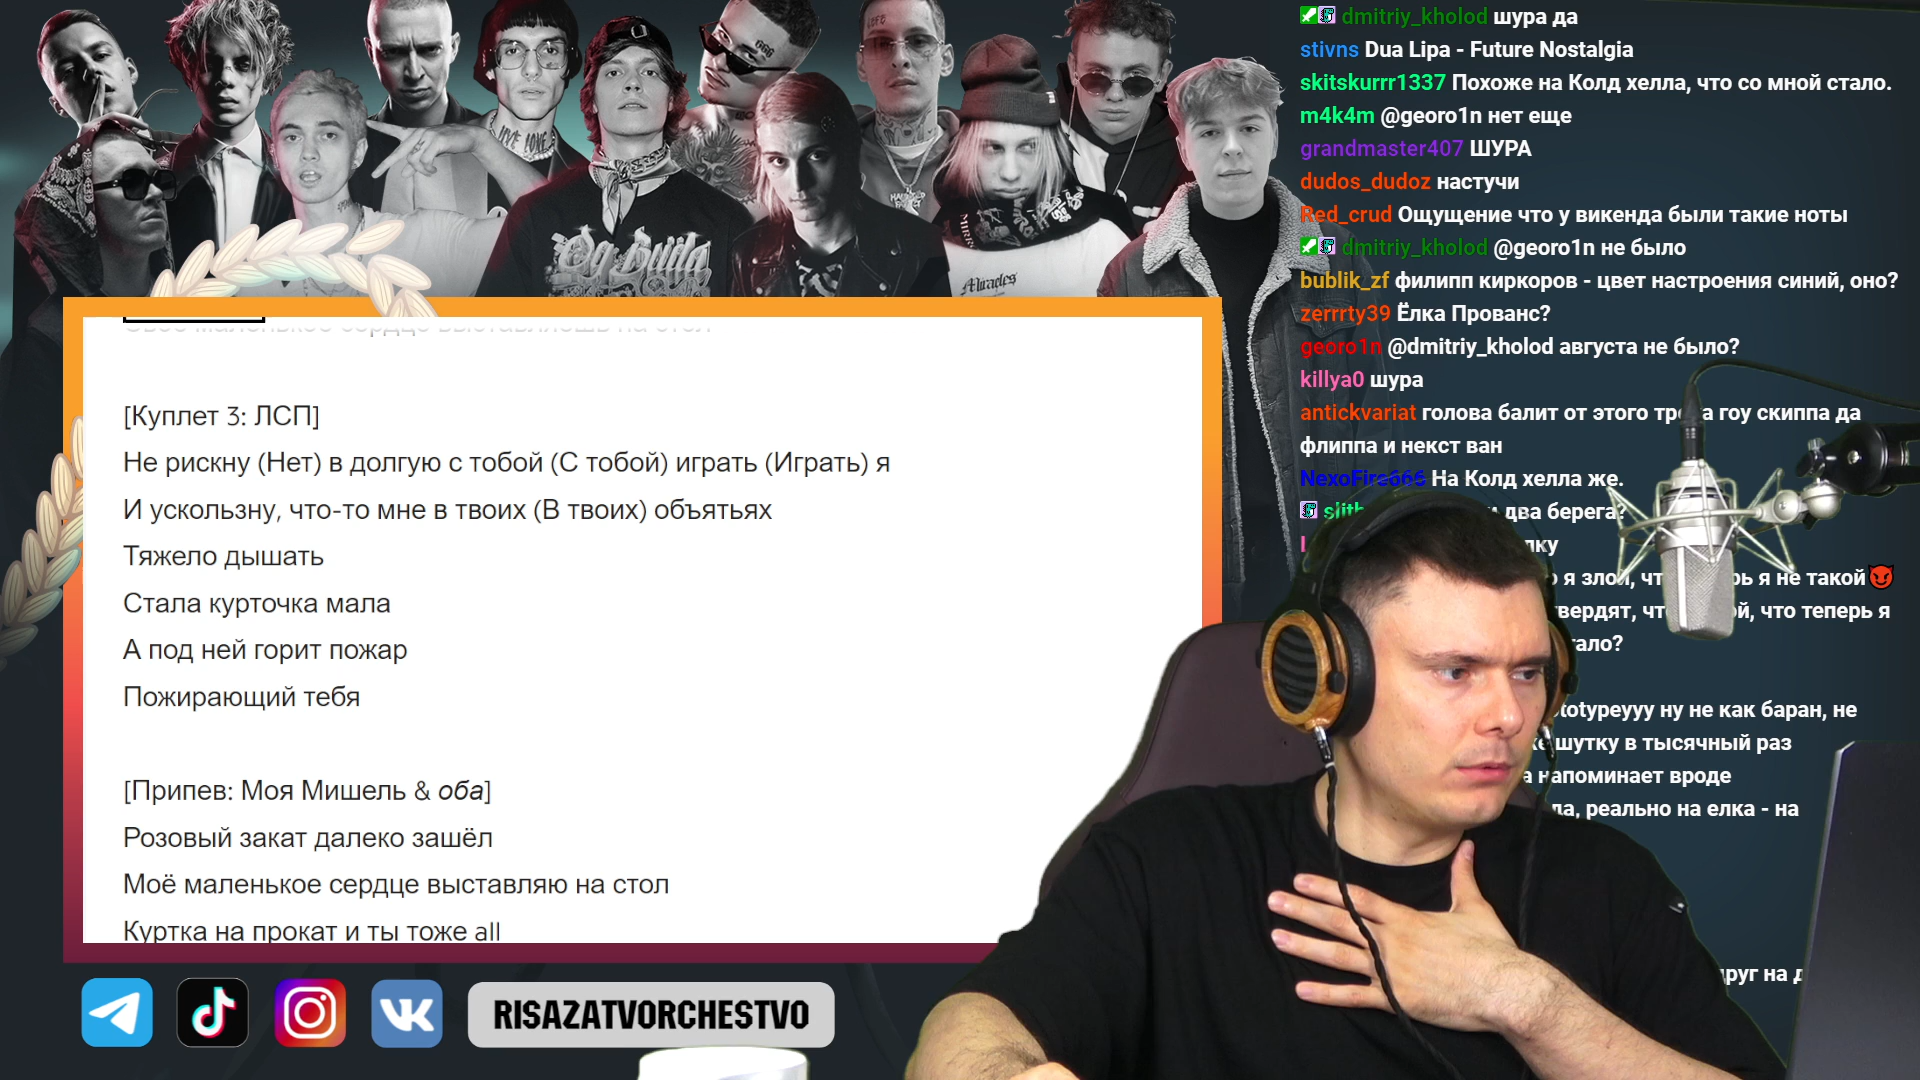 [Куплет 3: ЛСП]
Не рискну (Нет) в долгую с тобой (С тобой) играть (Играть) я
И ускользну, что-то мне в твоих (В твоих) объятьях
Тяжело дышать
Стала курточка мала
А под ней горит пожар
Пожирающий тебя
[Припев: Моя Мишель & оба]
Розовый закат далеко зашёл
Моё маленькое сердце выставляю на стол
Куртка на прокат и ты тоже all
RISAZATVORCHESTVO
dmitriy_kholod шура да
stivns Dua Lipa - Future Nostalgia
skitskurrr1337 Похоже на Колд хелла, что со мной стало.
m4k4m @georo1n нет еще
grandmaster407 ШУРА
dudos_dudoz настучи
Red_crud Ощущение что у викенда были такие ноты
dmitriy_kholod @georo1n не было
bublik_zf филипп киркоров - цвет настроения синий, оно?
zerrrty39 Ёлка Прованс?
georo1n @dmitriy_kholod августа не было?
killya0 шура
antickvariat голова балит от этого гоу скиппа да
флиппа и некст ван
NexoFire666 На Колд хелла же.
два берега?
я не такой
что теперь я
ну не как баран, не
шутку в тысячный раз
напоминает вроде
реально на елка - на
на